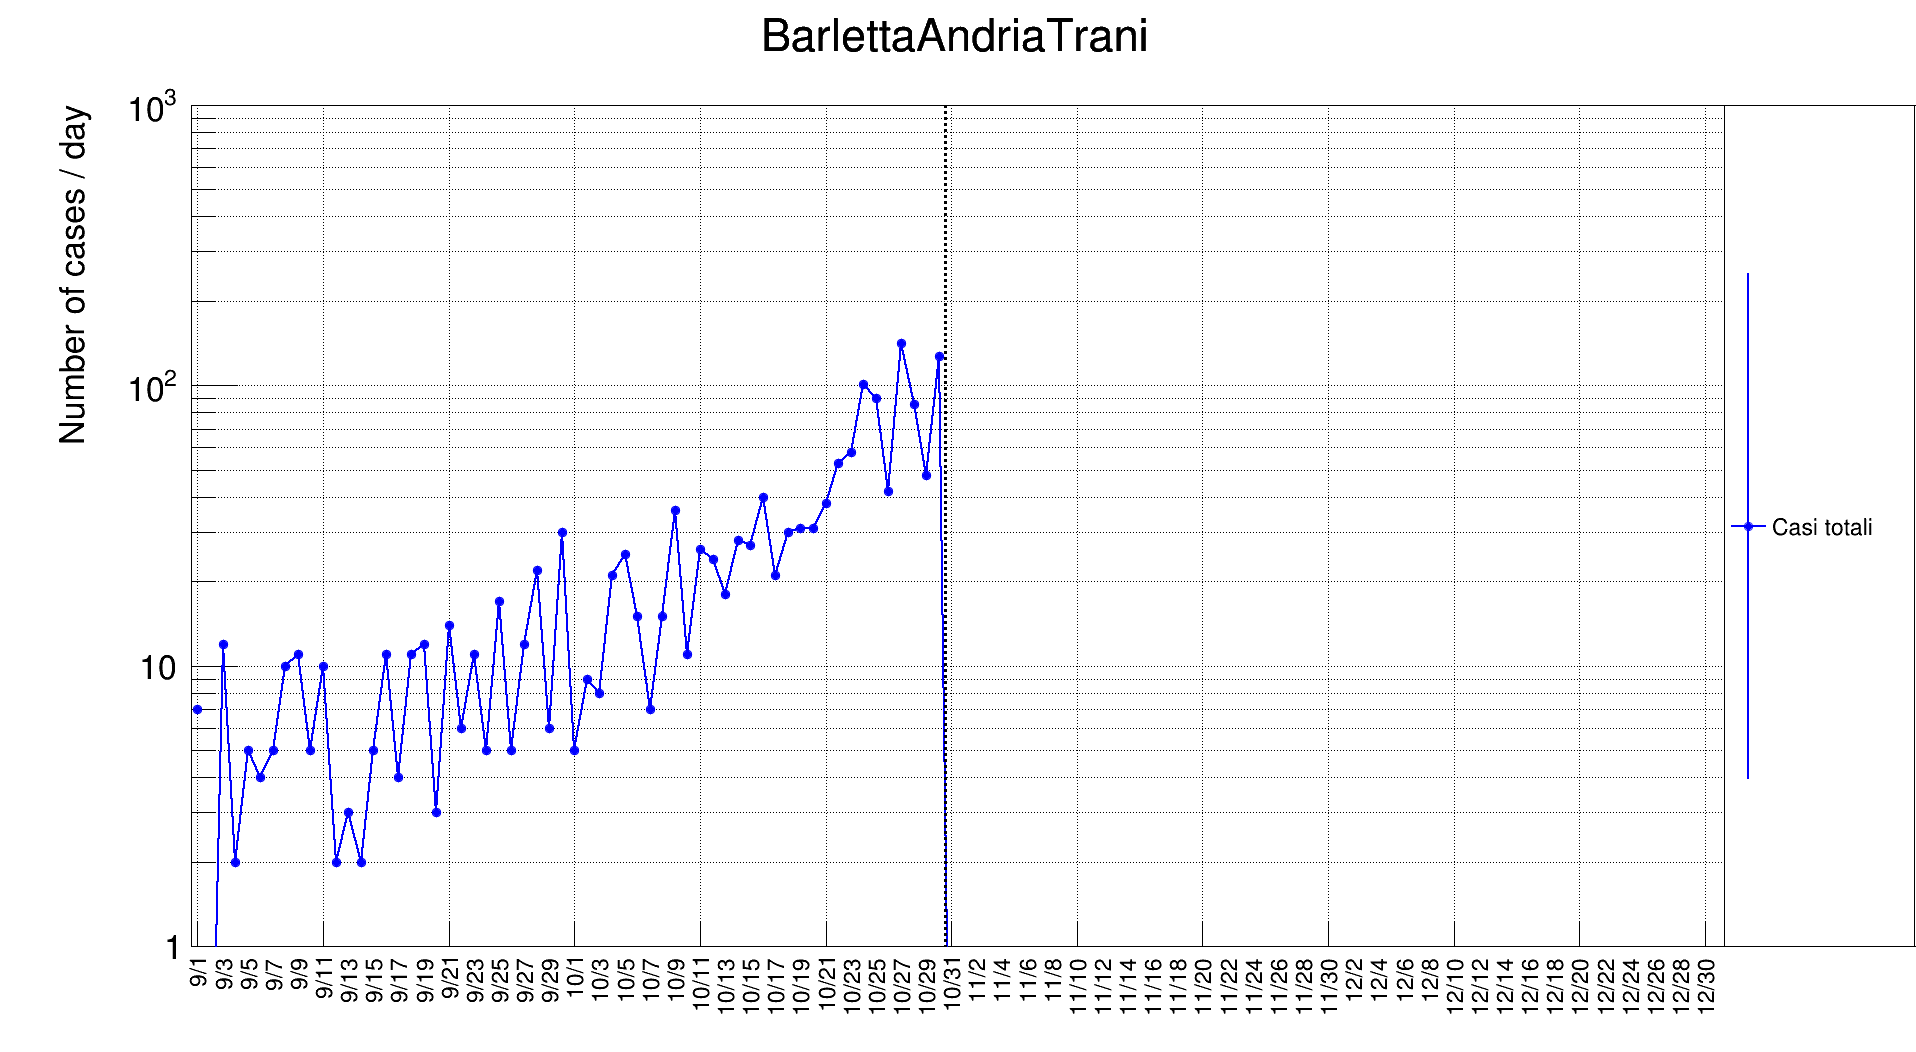 BarlettaAndriaTrani
Number of cases / day
10³
10²
10
1
9/1 9/3 9/5 9/7 9/9 9/11 9/13 9/15 9/17 9/19 9/21 9/23 9/25 9/27 9/29 10/1 10/3 10/5 10/7 10/9 10/11 10/13 10/15 10/17 10/19 10/21 10/23 10/25 10/27 10/29 10/31 11/2 11/4 11/6 11/8 11/10 11/12 11/14 11/16 11/18 11/20 11/22 11/24 11/26 11/28 11/30 12/2 12/4 12/6 12/8 12/10 12/12 12/14 12/16 12/18 12/20 12/22 12/24 12/26 12/28 12/30
Casi totali